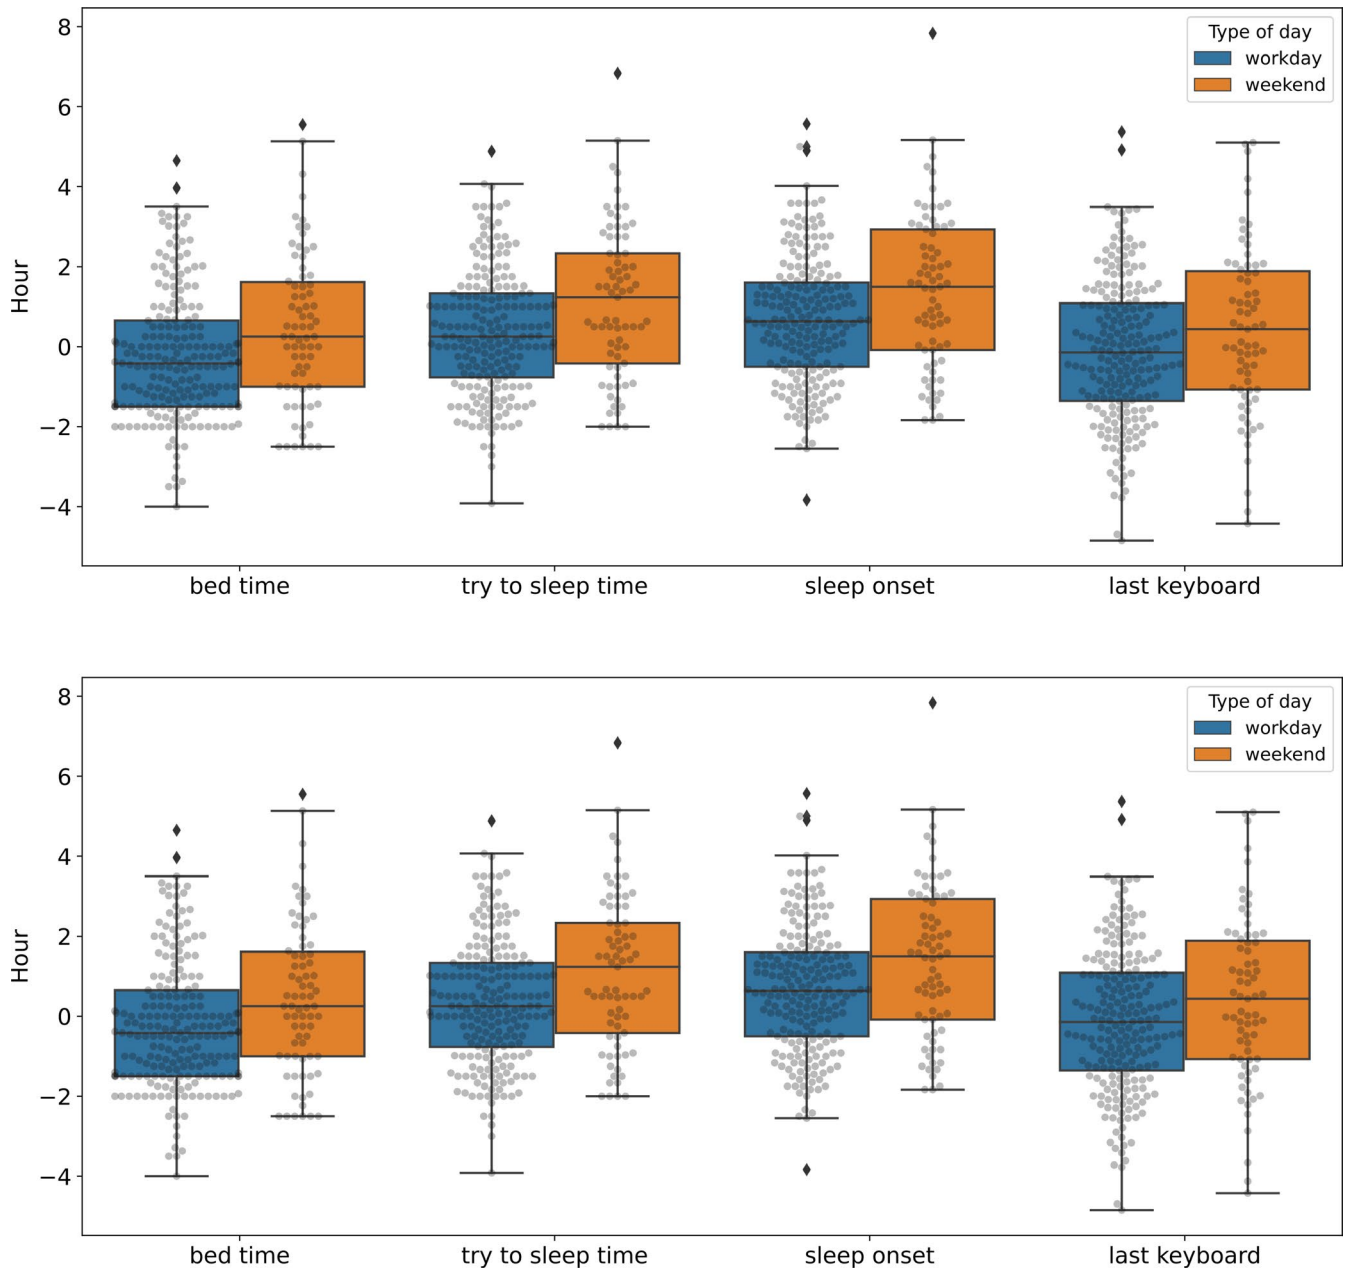 8
6
4
2
0
−2
−4
Hour
Type of day
workday
weekend
bed time
try to sleep time
sleep onset
last keyboard
8
6
4
2
0
−2
−4
Hour
Type of day
workday
weekend
bed time
try to sleep time
sleep onset
last keyboard